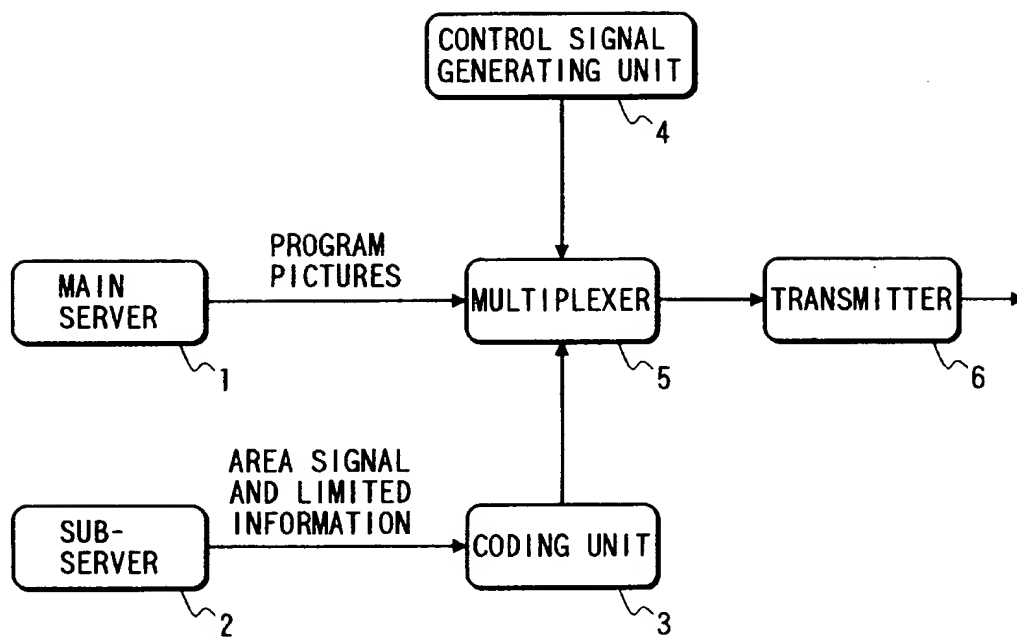 CONTROL SIGNAL
GENERATING UNIT
4
PROGRAM
PICTURES
MAIN
SERVER
1
MULTIPLEXER
5
TRANSMITTER
6
AREA SIGNAL
AND LIMITED
INFORMATION
SUB-
SERVER
2
CODING UNIT
3